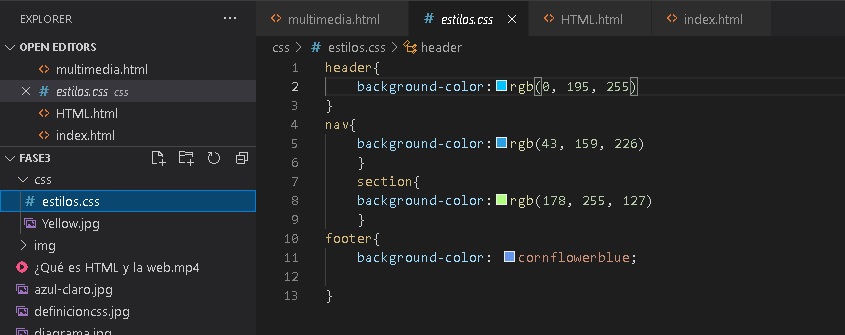 EXPLORER ...
OPEN EDITORS
multimedia.html
estilos.css css
HTML.html
index.html
FASE3
css
estilos.css
Yellow.jpg
img
¿Qué es HTML y la web.mp4
azul-claro.jpg
definicioncss.jpg
diagrama.jpg
multimedia.html estilos.css HTML.html index.html
css > # estilos.css > header
1 header{
2 background-color: rgb(0, 195, 255)
3 }
4 nav{
5 background-color: rgb(43, 159, 226)
6 }
7 section{
8 background-color: rgb(178, 255, 127)
9 }
10 footer{
11 background-color: cornflowerblue;
12
13 }